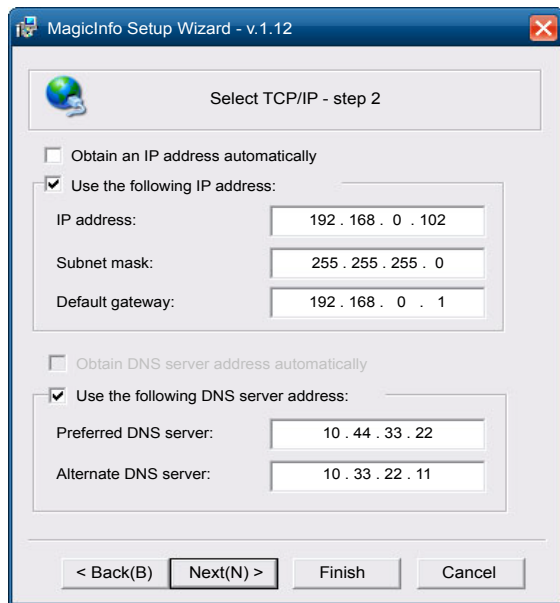 MagicInfo Setup Wizard - v.1.12
Select TCP/IP - step 2
Obtain an IP address automatically
Use the following IP address:
IP address: 192 . 168 . 0 . 102
Subnet mask: 255 . 255 . 255 . 0
Default gateway: 192 . 168 . 0 . 1
Obtain DNS server address automatically
Use the following DNS server address:
Preferred DNS server: 10 . 44 . 33 . 22
Alternate DNS server: 10 . 33 . 22 . 11
< Back(B) Next(N) > Finish Cancel